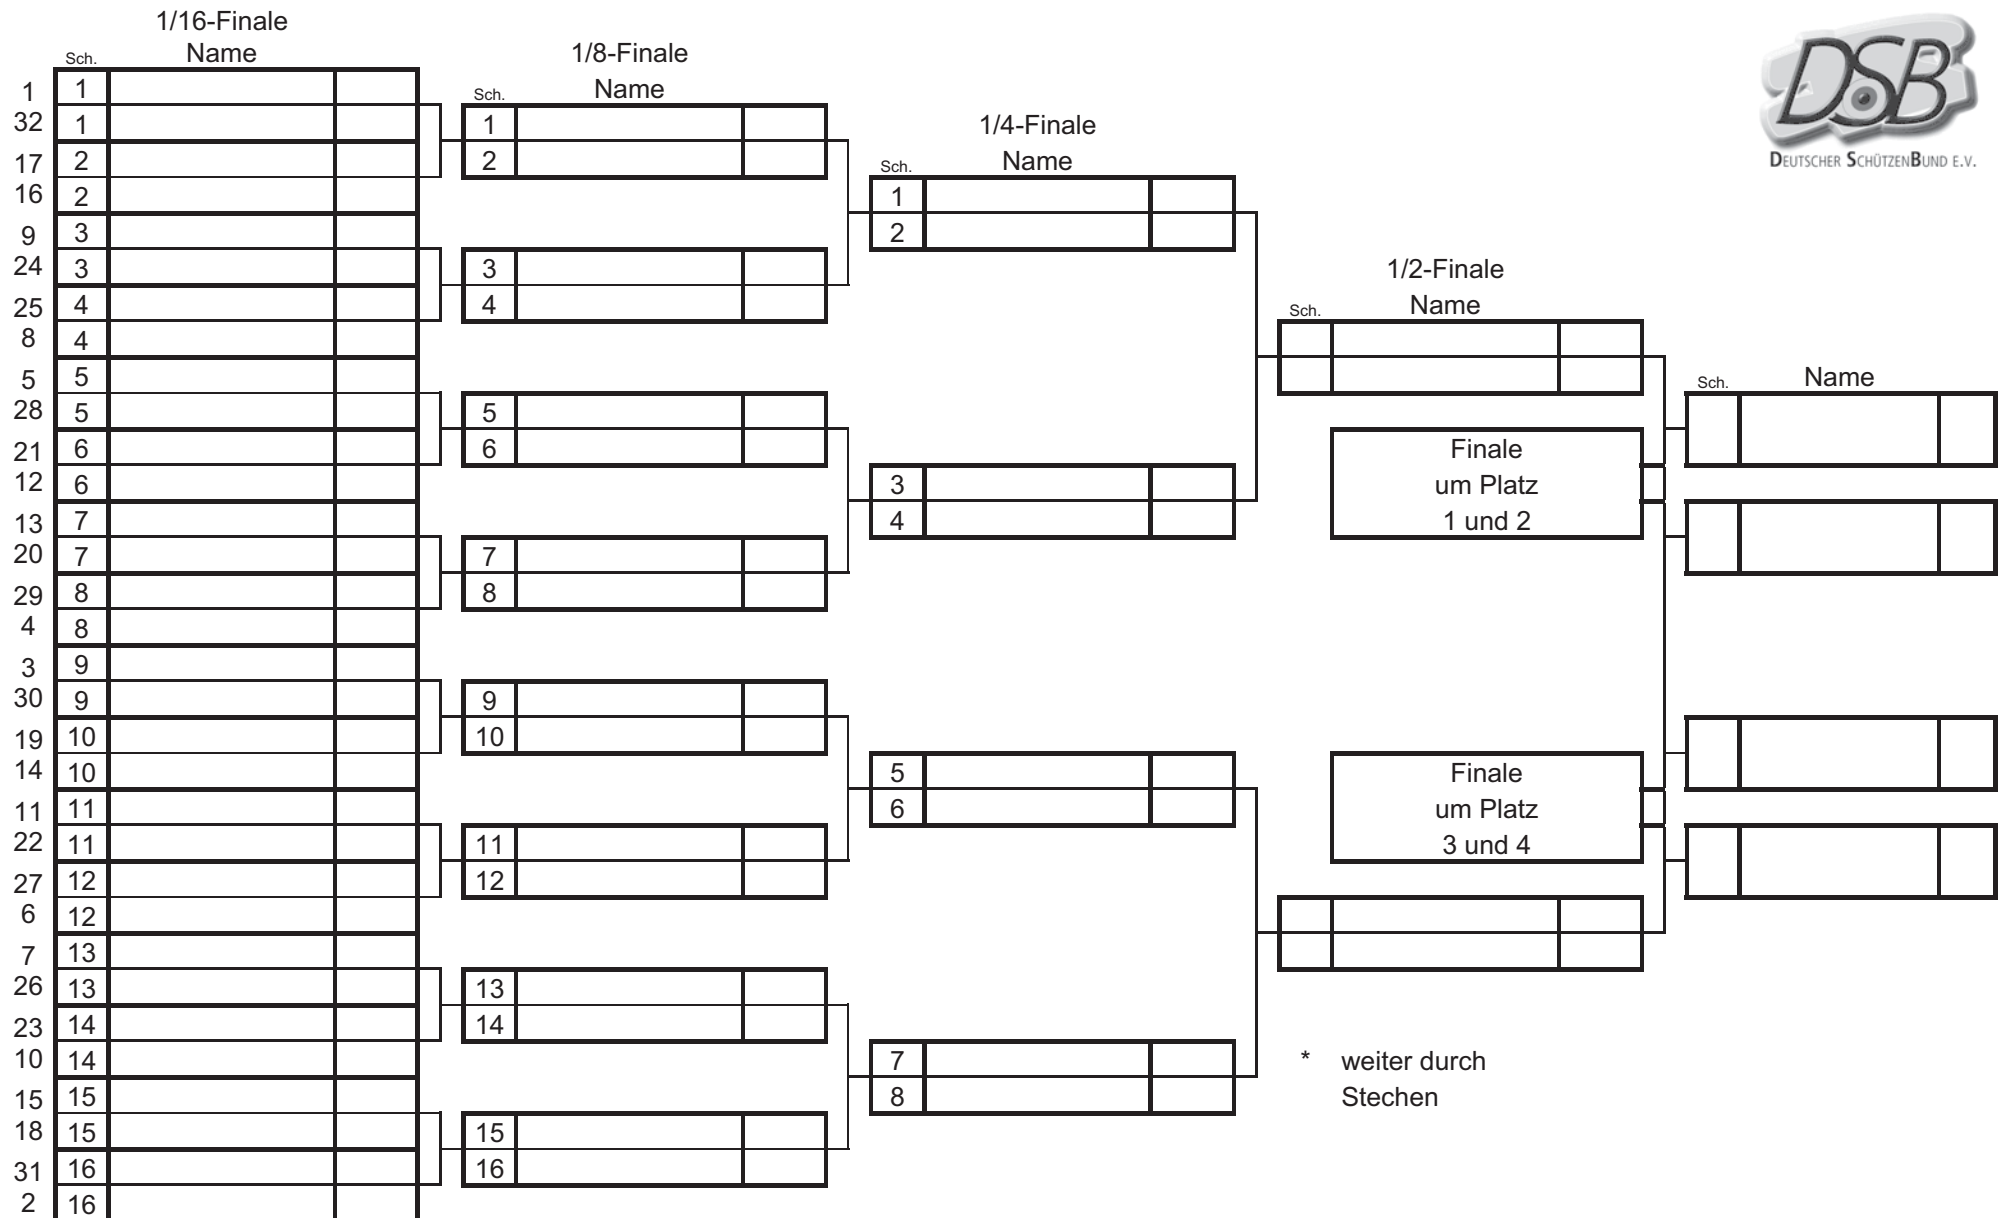 1/16-Finale
Name
Sch.
1 1
32 1
17 2
16 2
9 3
24 3
25 4
8 4
5 5
28 5
21 6
12 6
13 7
20 7
29 8
4 8
3 9
30 9
19 10
14 10
11 11
22 11
27 12
6 12
7 13
26 13
23 14
10 14
15 15
18 15
31 16
2 16
1/8-Finale
Name
Sch.
1
2
3
4
5
6
7
8
9
10
11
12
13
14
15
16
1/4-Finale
Name
Sch.
1
2
3
4
5
6
7
8
1/2-Finale
Name
Sch.
Finale
um Platz
1 und 2
Finale
um Platz
3 und 4
* weiter durch
Stechen
Sch. Name
DSB
DEUTSCHER SCHÜTZENBUND E.V.